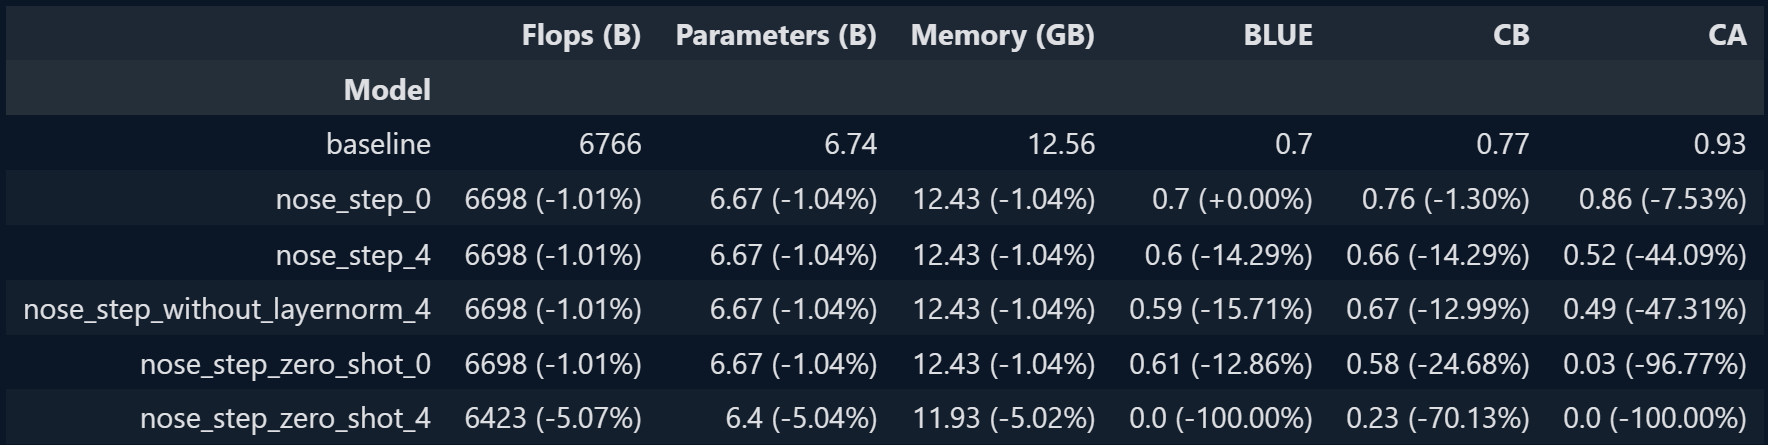 Flops (B) Parameters (B) Memory (GB) BLUE CB CA
Model
baseline 6766 6.74 12.56 0.7 0.77 0.93
nose_step_0 6698 (-1.01%) 6.67 (-1.04%) 12.43 (-1.04%) 0.7 (+0.00%) 0.76 (-1.30%) 0.86 (-7.53%)
nose_step_4 6698 (-1.01%) 6.67 (-1.04%) 12.43 (-1.04%) 0.6 (-14.29%) 0.66 (-14.29%) 0.52 (-44.09%)
nose_step_without_layernorm_4 6698 (-1.01%) 6.67 (-1.04%) 12.43 (-1.04%) 0.59 (-15.71%) 0.67 (-12.99%) 0.49 (-47.31%)
nose_step_zero_shot_0 6698 (-1.01%) 6.67 (-1.04%) 12.43 (-1.04%) 0.61 (-12.86%) 0.58 (-24.68%) 0.03 (-96.77%)
nose_step_zero_shot_4 6423 (-5.07%) 6.4 (-5.04%) 11.93 (-5.02%) 0.0 (-100.00%) 0.23 (-70.13%) 0.0 (-100.00%)